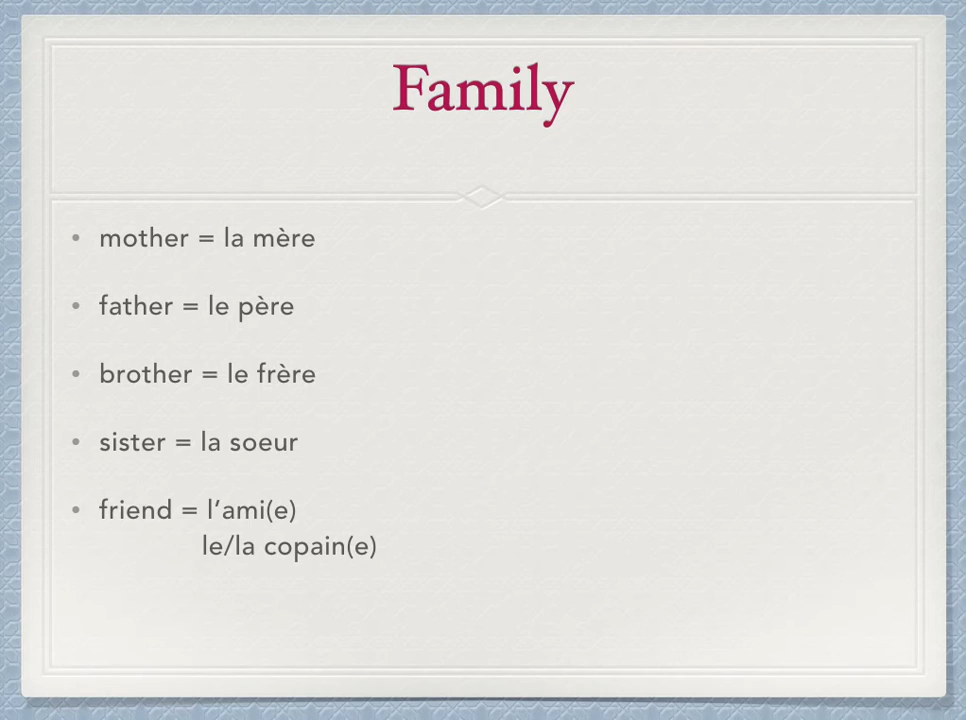 Family
• mother = la mère
• father = le père
• brother = le frère
• sister = la soeur
• friend = l’ami(e)
le/la copain(e)